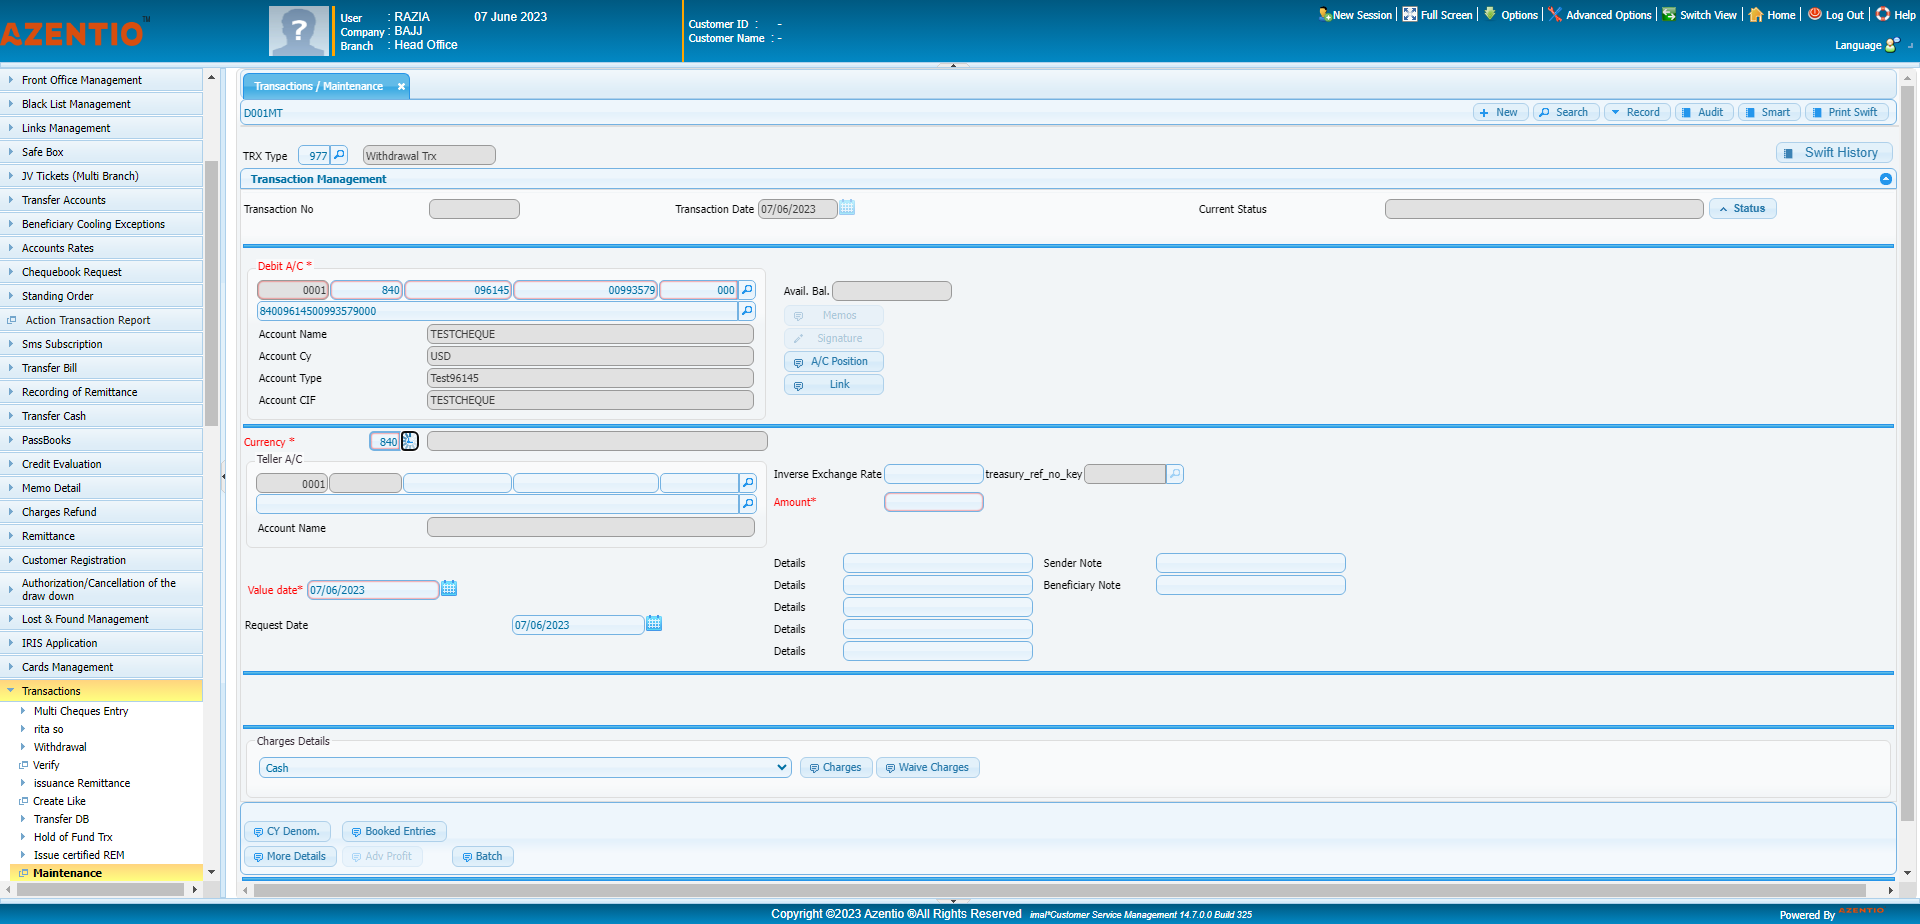 AZENTIO™
User : RAZIA 07 June 2023
Company : BAJJ
Branch : Head Office
Customer ID : -
Customer Name : -
New Session Full Screen Options Advanced Options Switch View Home Log Out Help
Language
Front Office Management
Black List Management
Links Management
Safe Box
JV Tickets (Multi Branch)
Transfer Accounts
Beneficiary Cooling Exceptions
Accounts Rates
Chequebook Request
Standing Order
Action Transaction Report
Sms Subscription
Transfer Bill
Recording of Remittance
Transfer Cash
PassBooks
Credit Evaluation
Memo Detail
Charges Refund
Remittance
Customer Registration
Authorization/Cancellation of the
draw down
Lost & Found Management
IRIS Application
Cards Management
Transactions
Multi Cheques Entry
rita so
Withdrawal
Verify
issuance Remittance
Create Like
Transfer DB
Hold of Fund Trx
Issue certified REM
Maintenance
Transactions / Maintenance
D001MT
New Search Record Audit Smart Print Swift
TRX Type 977 Withdrawal Trx
Swift History
Transaction Management
Transaction No Transaction Date 07/06/2023 Current Status Status
Debit A/C *
0001 840 096145 00993579 000
84009614500993579000
Account Name TESTCHEQUE
Account Cy USD
Account Type Test96145
Account CIF TESTCHEQUE
Avail. Bal.
Memos
Signature
A/C Position
Link
Currency * 840
Teller A/C
0001
Account Name
Inverse Exchange Rate treasury_ref_no_key
Amount*
Value date* 07/06/2023
Request Date 07/06/2023
Details Sender Note
Details Beneficiary Note
Details
Details
Details
Charges Details
Cash Charges Waive Charges
CY Denom. Booked Entries
More Details Adv Profit Batch
Copyright ©2023 Azentio ®All Rights Reserved imal*Customer Service Management 14.7.0.0 Build 325
Powered By AZENTIO